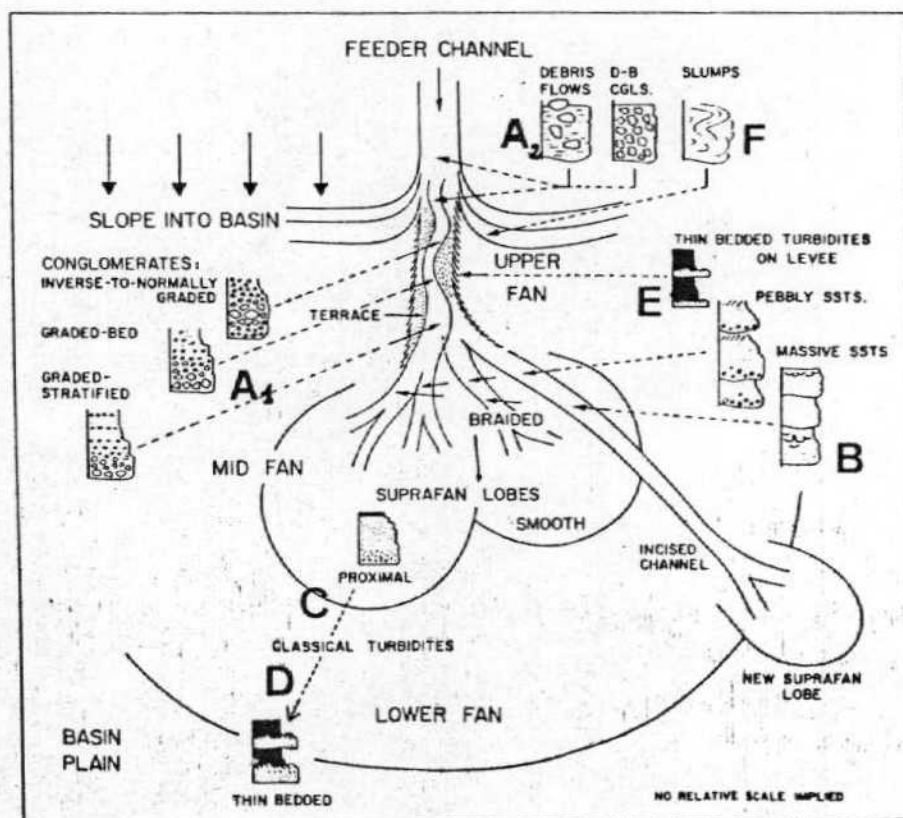 FEEDER CHANNEL
DEBRIS FLOWS
D-B CGLS.
SLUMPS
A2
F
SLOPE INTO BASIN
THIN BEDDED TURBIDITES
ON LEVEE
UPPER
FAN
E
CONGLOMERATES:
INVERSE-TO-NORMALLY
GRADED
PEBBLY SSTS.
TERRACE
GRADED-BED
MASSIVE SSTS
A1
GRADED-
STRATIFIED
BRAIDED
B
MID FAN
SUPRAFAN LOBES
SMOOTH
INCISED
CHANNEL
PROXIMAL
C
CLASSICAL TURBIDITES
D
NEW SUPRAFAN
LOBE
LOWER FAN
BASIN
PLAIN
THIN BEDDED
NO RELATIVE SCALE IMPLIED